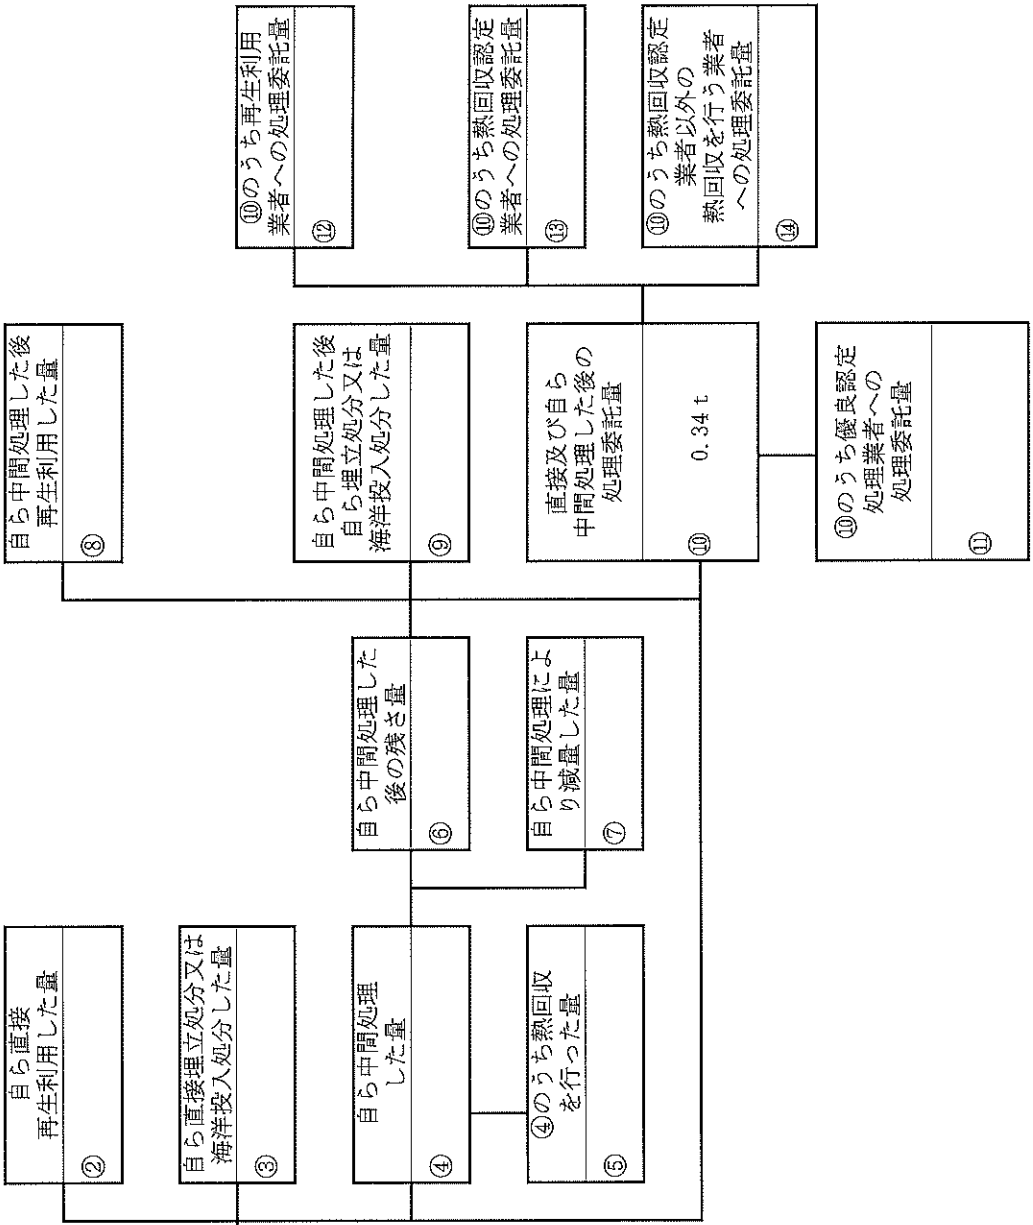 自ら直接
再生利用した量
②
自ら直接埋立処分又は
海洋投入処分した量
③
自ら中間処理
した量
④
④のうち熱回収
を行った量
⑤
自ら中間処理した
後の残さ量
⑥
自ら中間処理によ
り減量した量
⑦
自ら中間処理した後
再生利用した量
⑧
自ら中間処理した後
自ら埋立処分又は
海洋投入処分した量
⑨
直接及び自ら
中間処理した後の
処理委託量
⑩ 0.34 t
⑩のうち優良認定
処理業者への
処理委託量
⑪
⑩のうち再生利用
業者への処理委託量
⑫
⑩のうち熱回収認定
業者への処理委託量
⑬
⑩のうち熱回収認定
業者以外の
熱回収を行う業者
への処理委託量
⑭